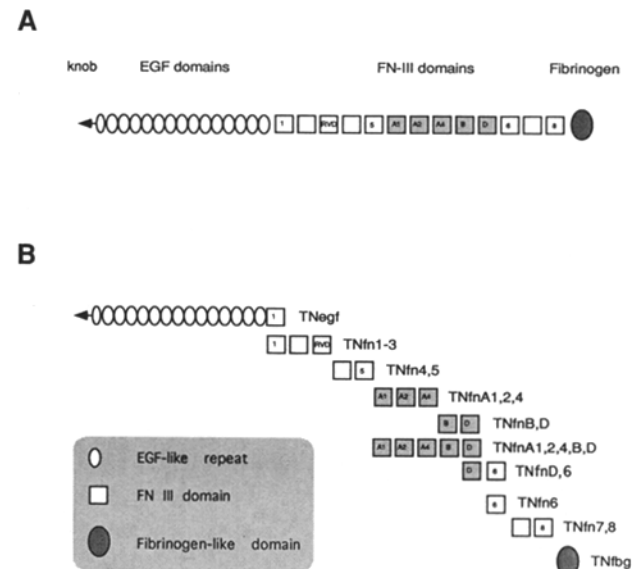 A
knob EGF domains FN-III domains Fibrinogen
1 RVD 5 A1 A2 A4 B D 6 8
B
1 TNegf
1 RVD TNfn1-3
5 TNfn4,5
A1 A2 A4 TNfnA1,2,4
B D TNfnB,D
A1 A2 A4 B D TNfnA1,2,4,B,D
D 6 TNfnD,6
6 TNfn6
8 TNfn7,8
TNfbg
EGF-like repeat
FN III domain
Fibrinogen-like domain